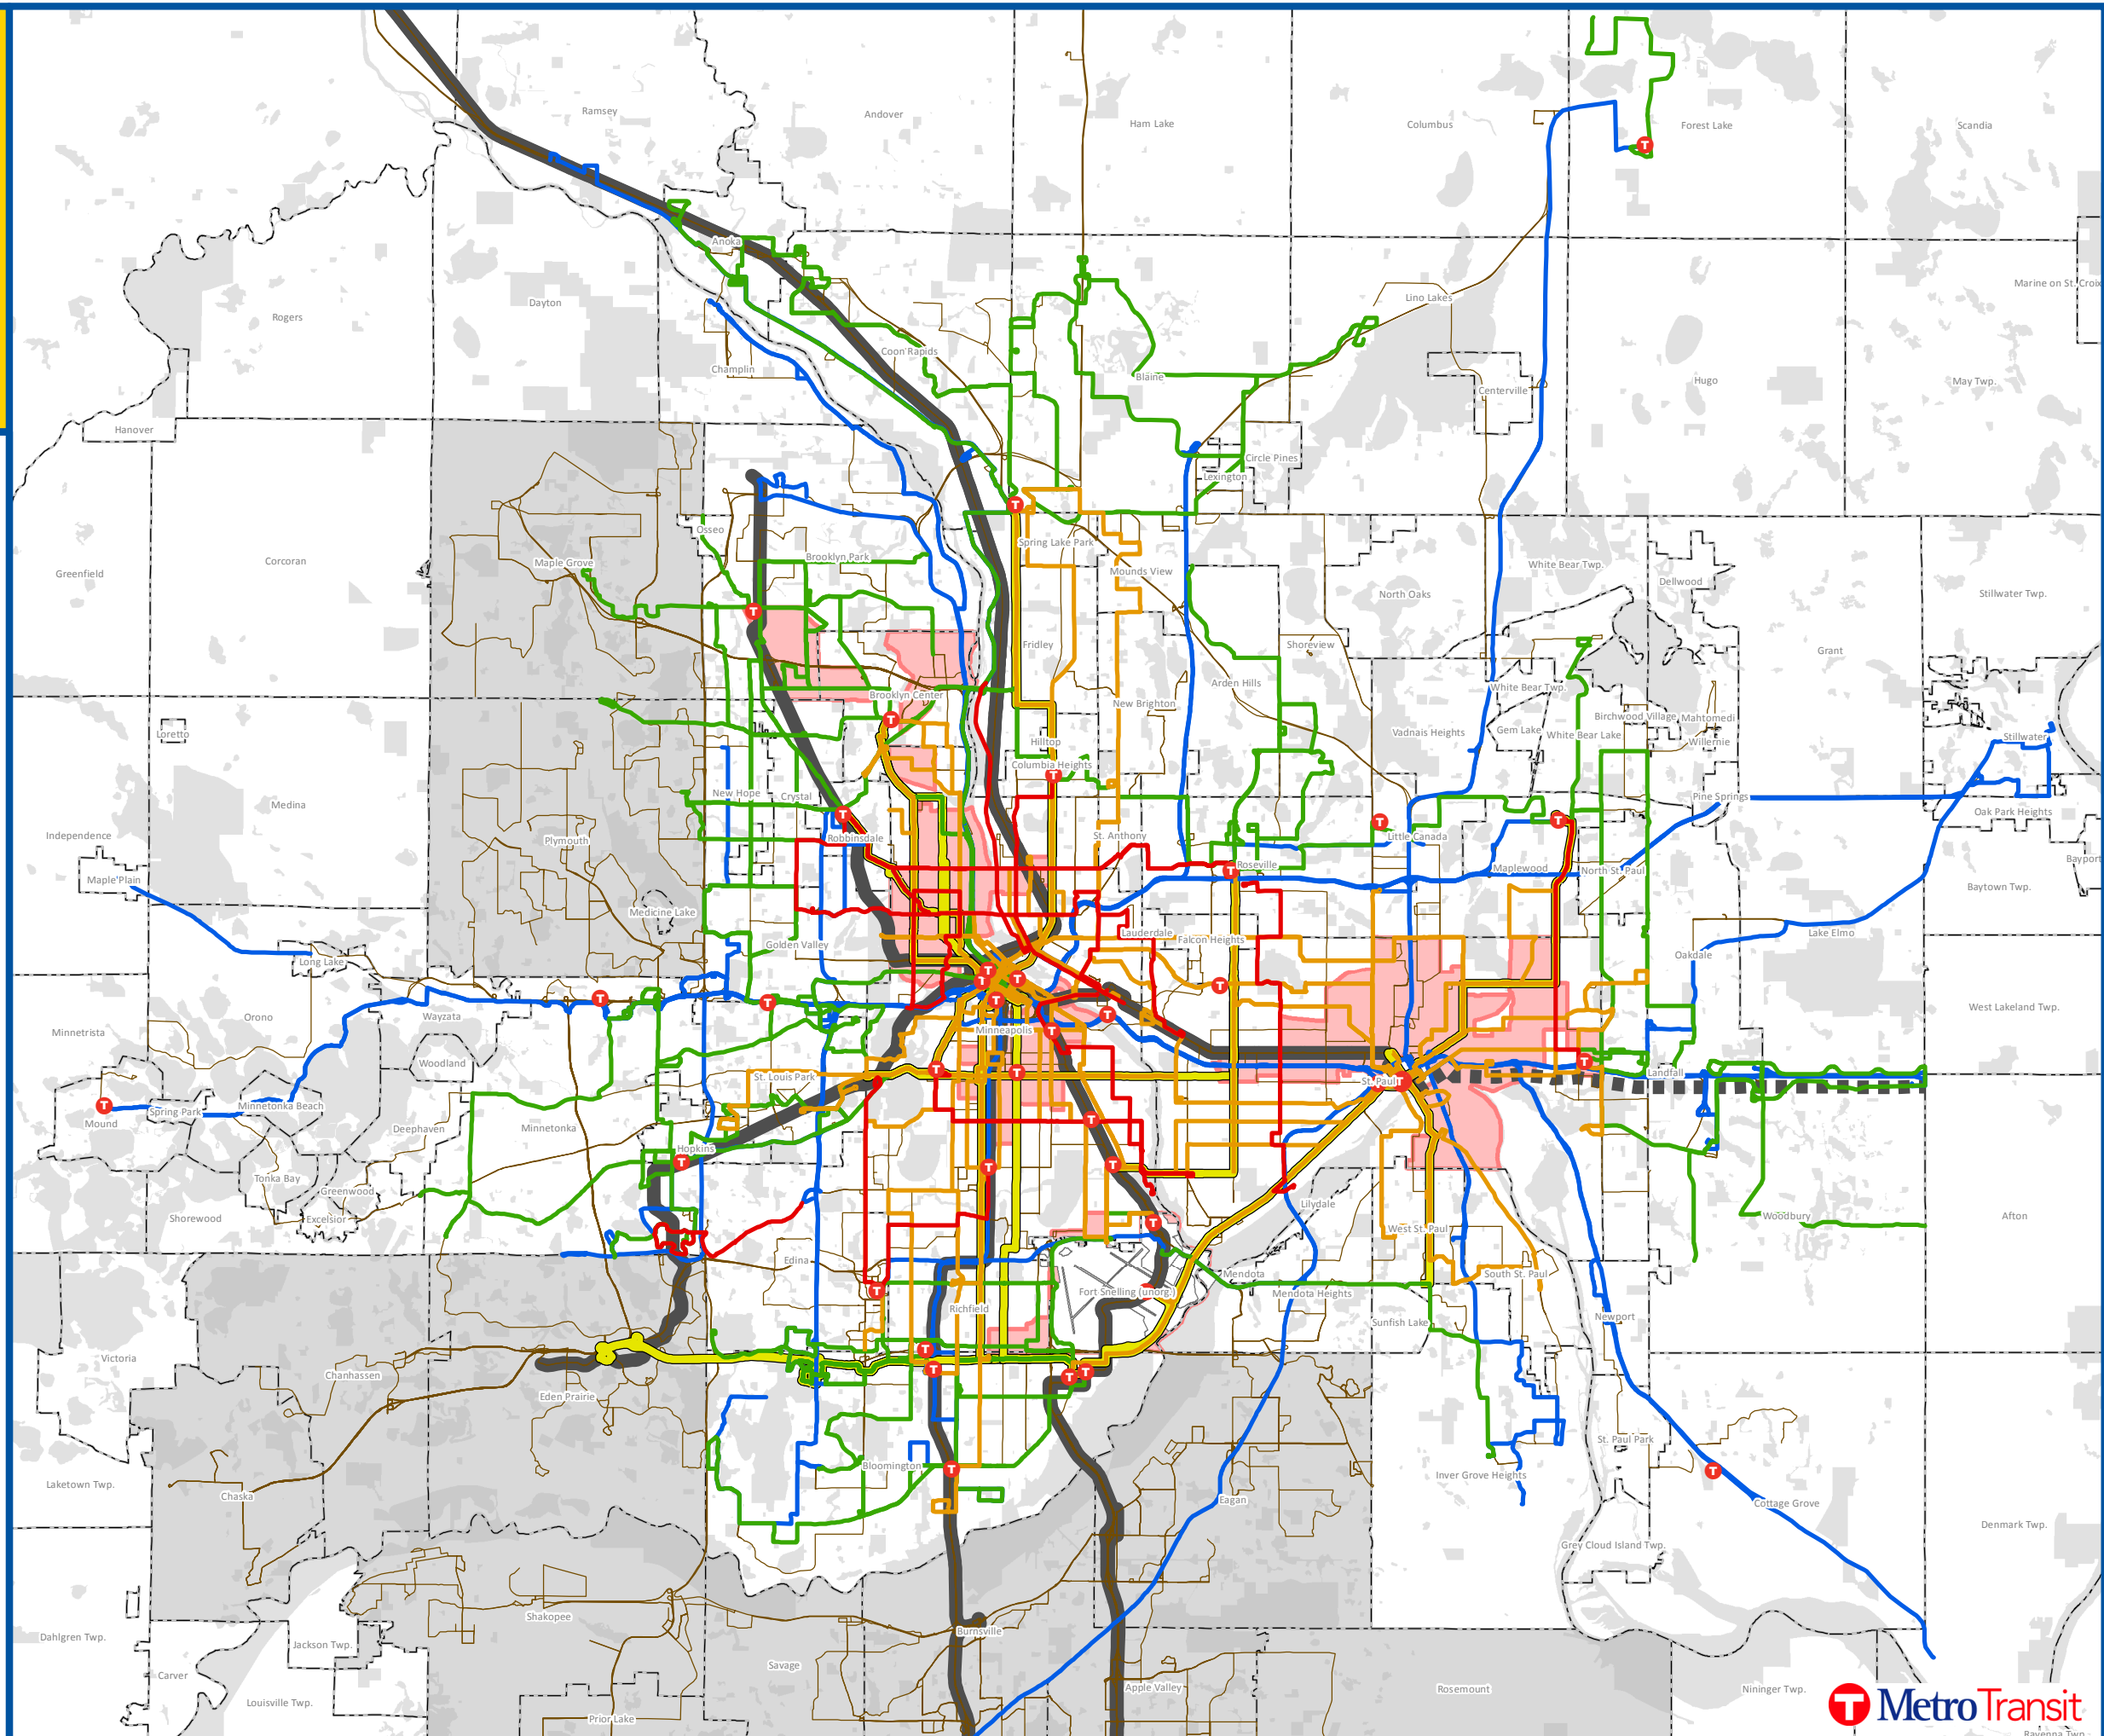 Ramsey
Andover
Ham Lake
Columbus
Forest Lake
Scandia
Anoka
Marine on St. Croix
Dayton
Rogers
Lino Lakes
Coon Rapids
Champlin
Blaine
Centerville
Hugo
May Twp.
Hanover
Circle Pines
Lexington
Osseo
Spring Lake Park
Brooklyn Park
Corcoran
Maple Grove
Greenfield
Mounds View
White Bear Twp.
Dellwood
North Oaks
Stillwater Twp.
Fridley
Shoreview
Grant
Arden Hills
White Bear Twp.
Brooklyn Center
New Brighton
Birchwood Village
Mahtomedi
Loretto
Vadnais Heights
Gem Lake
White Bear Lake
Stillwater
Hilltop
Willernie
Columbia Heights
New Hope
Crystal
Pine Springs
Medina
Oak Park Heights
Independence
Plymouth
Robbinsdale
St. Anthony
Little Canada
Bayport
Roseville
Maplewood
North St. Paul
Maple Plain
Baytown Twp.
Medicine Lake
Lauderdale
Falcon Heights
Lake Elmo
Golden Valley
Oakdale
Long Lake
West Lakeland Twp.
Orono
Wayzata
Minnetrista
Minneapolis
Woodland
St. Louis Park
Landfall
St. Paul
Spring Park
Minnetonka Beach
Mound
Deephaven
Minnetonka
Hopkins
Tonka Bay
Greenwood
Lilydale
Shorewood
Excelsior
West St. Paul
Woodbury
Afton
Edina
Mendota
South St. Paul
Fort Snelling (unorg.)
Mendota Heights
Richfield
Newport
Sunfish Lake
Victoria
Chanhassen
Eden Prairie
St. Paul Park
Bloomington
Inver Grove Heights
Laketown Twp.
Chaska
Eagan
Cottage Grove
Denmark Twp.
Grey Cloud Island Twp.
Shakopee
Burnsville
Dahlgren Twp.
Jackson Twp.
Savage
Carver
Apple Valley
Rosemount
Nininger Twp.
Louisville Twp.
Prior Lake
T MetroTransit
Ravenna Twp.